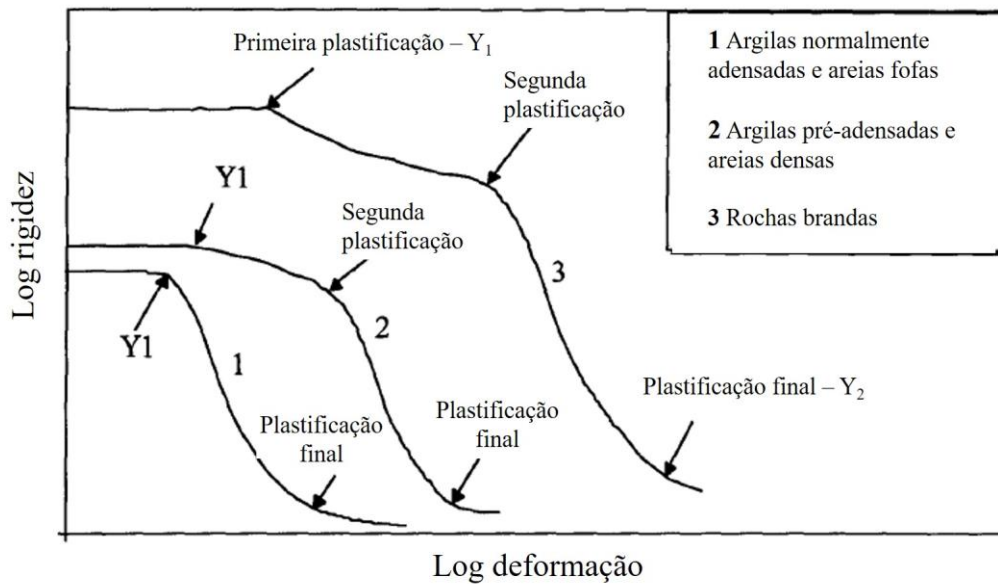 Primeira plastificação – Y1
Segunda
plastificação
1 Argilas normalmente
adensadas e areias fofas
2 Argilas pré-adensadas e
areias densas
3 Rochas brandas
Y1
Segunda
plastificação
Y1
1
2
3
Plastificação
final
Plastificação
final
Plastificação final – Y2
Log rigidez
Log deformação